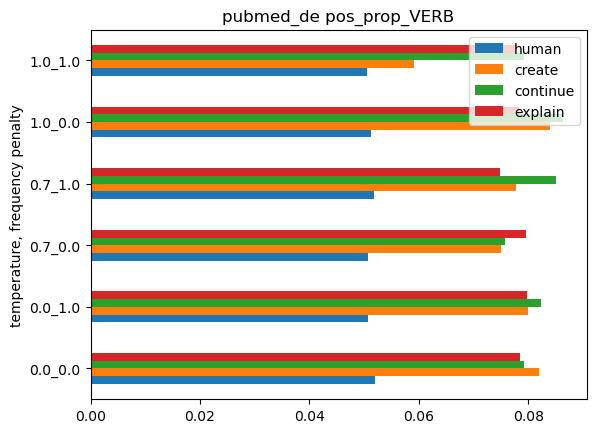 pubmed_de pos_prop_VERB
human
create
continue
explain
temperature, frequency penalty
1.0_1.0
1.0_0.0
0.7_1.0
0.7_0.0
0.0_1.0
0.0_0.0
0.00
0.02
0.04
0.06
0.08